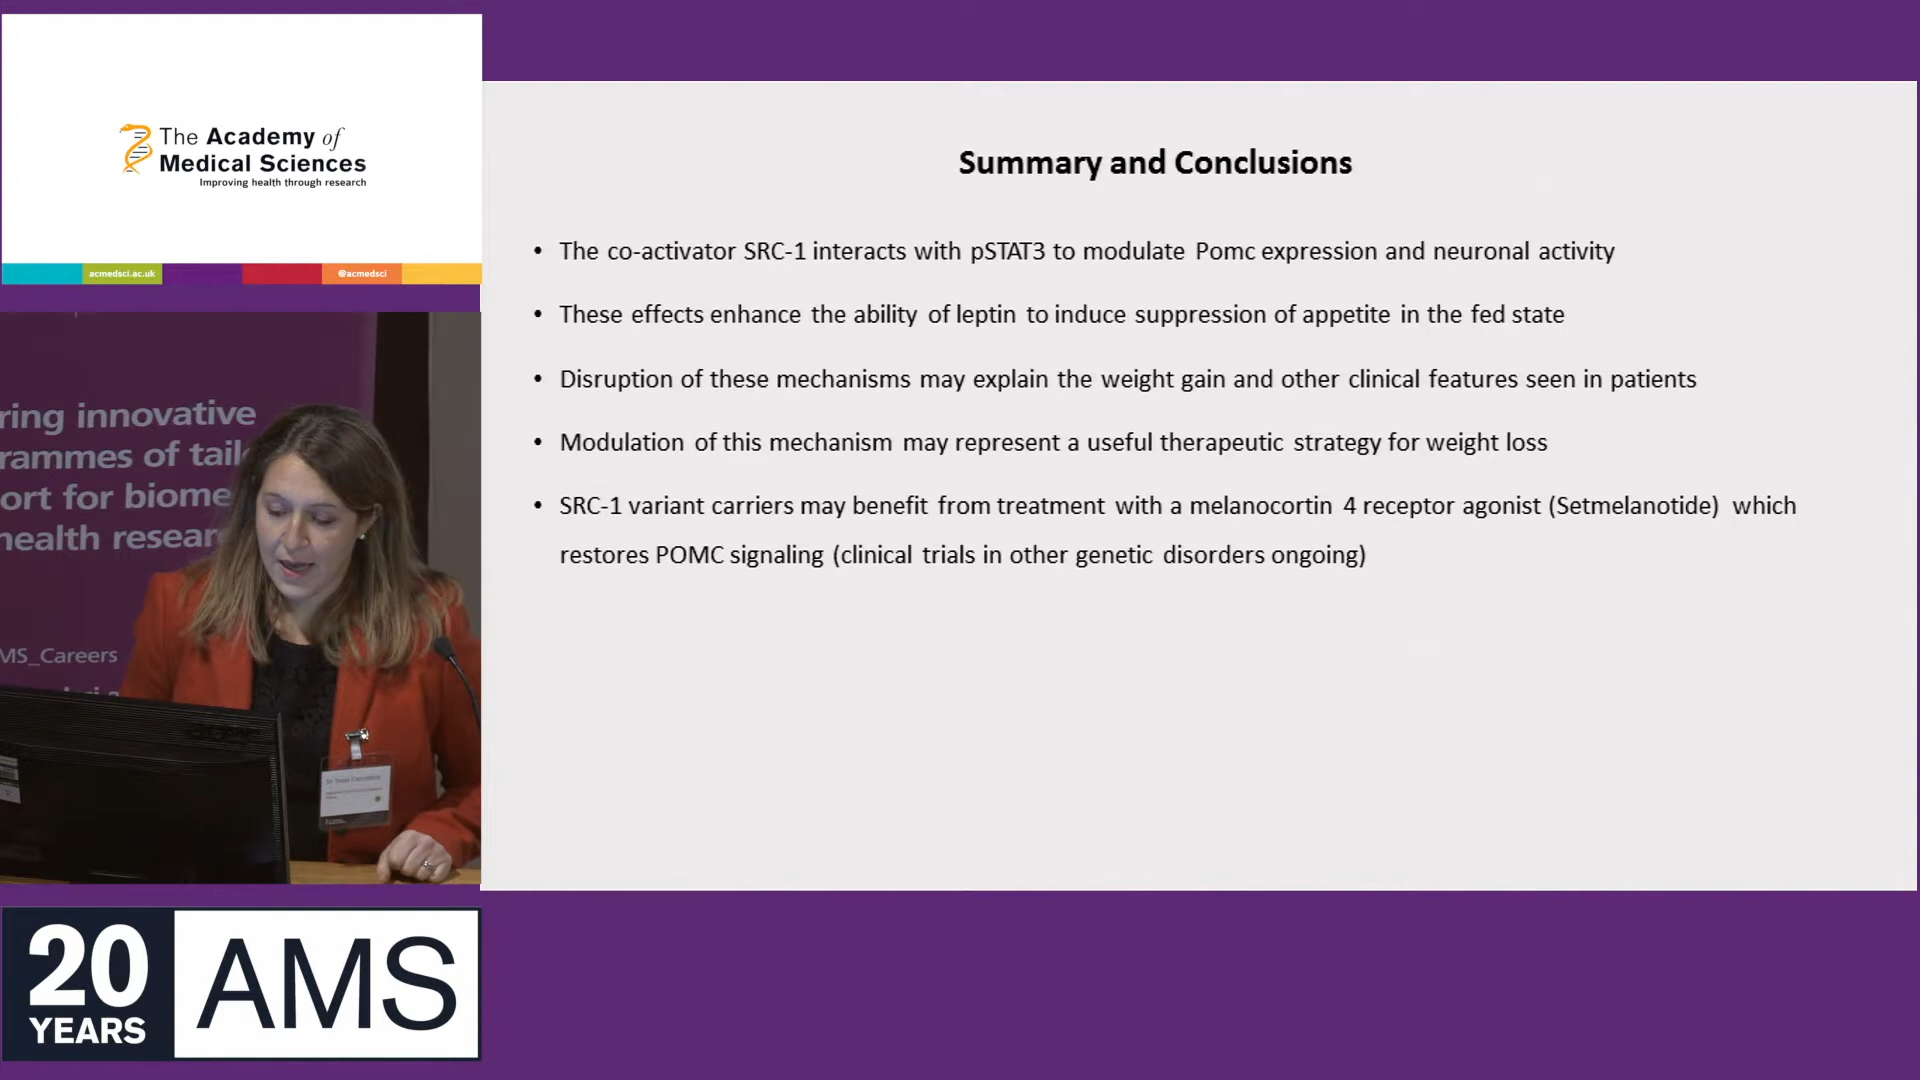 The Academy of
Medical Sciences
Improving health through research
acmedsci.ac.uk
@acmedsci
Summary and Conclusions
• The co-activator SRC-1 interacts with pSTAT3 to modulate Pomc expression and neuronal activity
• These effects enhance the ability of leptin to induce suppression of appetite in the fed state
• Disruption of these mechanisms may explain the weight gain and other clinical features seen in patients
• Modulation of this mechanism may represent a useful therapeutic strategy for weight loss
• SRC-1 variant carriers may benefit from treatment with a melanocortin 4 receptor agonist (Setmelanotide) which
restores POMC signaling (clinical trials in other genetic disorders ongoing)
ring innovative
rammes of tail
ort for biome
health resear
MS_Careers
20
YEARS
AMS